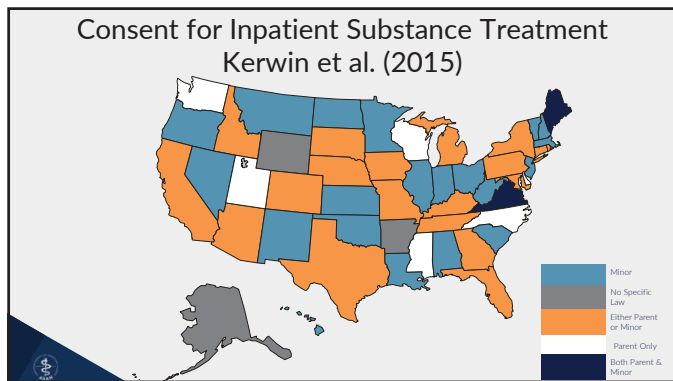 Consent for Inpatient Substance Treatment
Kerwin et al. (2015)
Minor
No Specific
Law
Either Parent
or Minor
Parent Only
Both Parent &
Minor
ASAM